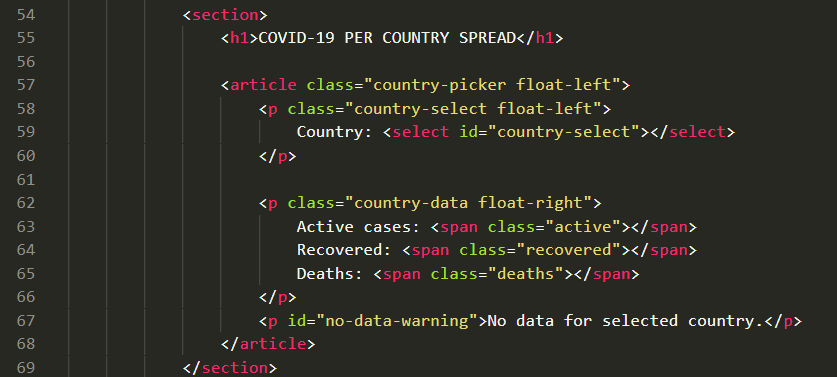 54 <section>
55 <h1>COVID-19 PER COUNTRY SPREAD</h1>
56
57 <article class="country-picker float-left">
58 <p class="country-select float-left">
59 Country: <select id="country-select"></select>
60 </p>
61
62 <p class="country-data float-right">
63 Active cases: <span class="active"></span>
64 Recovered: <span class="recovered"></span>
65 Deaths: <span class="deaths"></span>
66 </p>
67 <p id="no-data-warning">No data for selected country.</p>
68 </article>
69 </section>